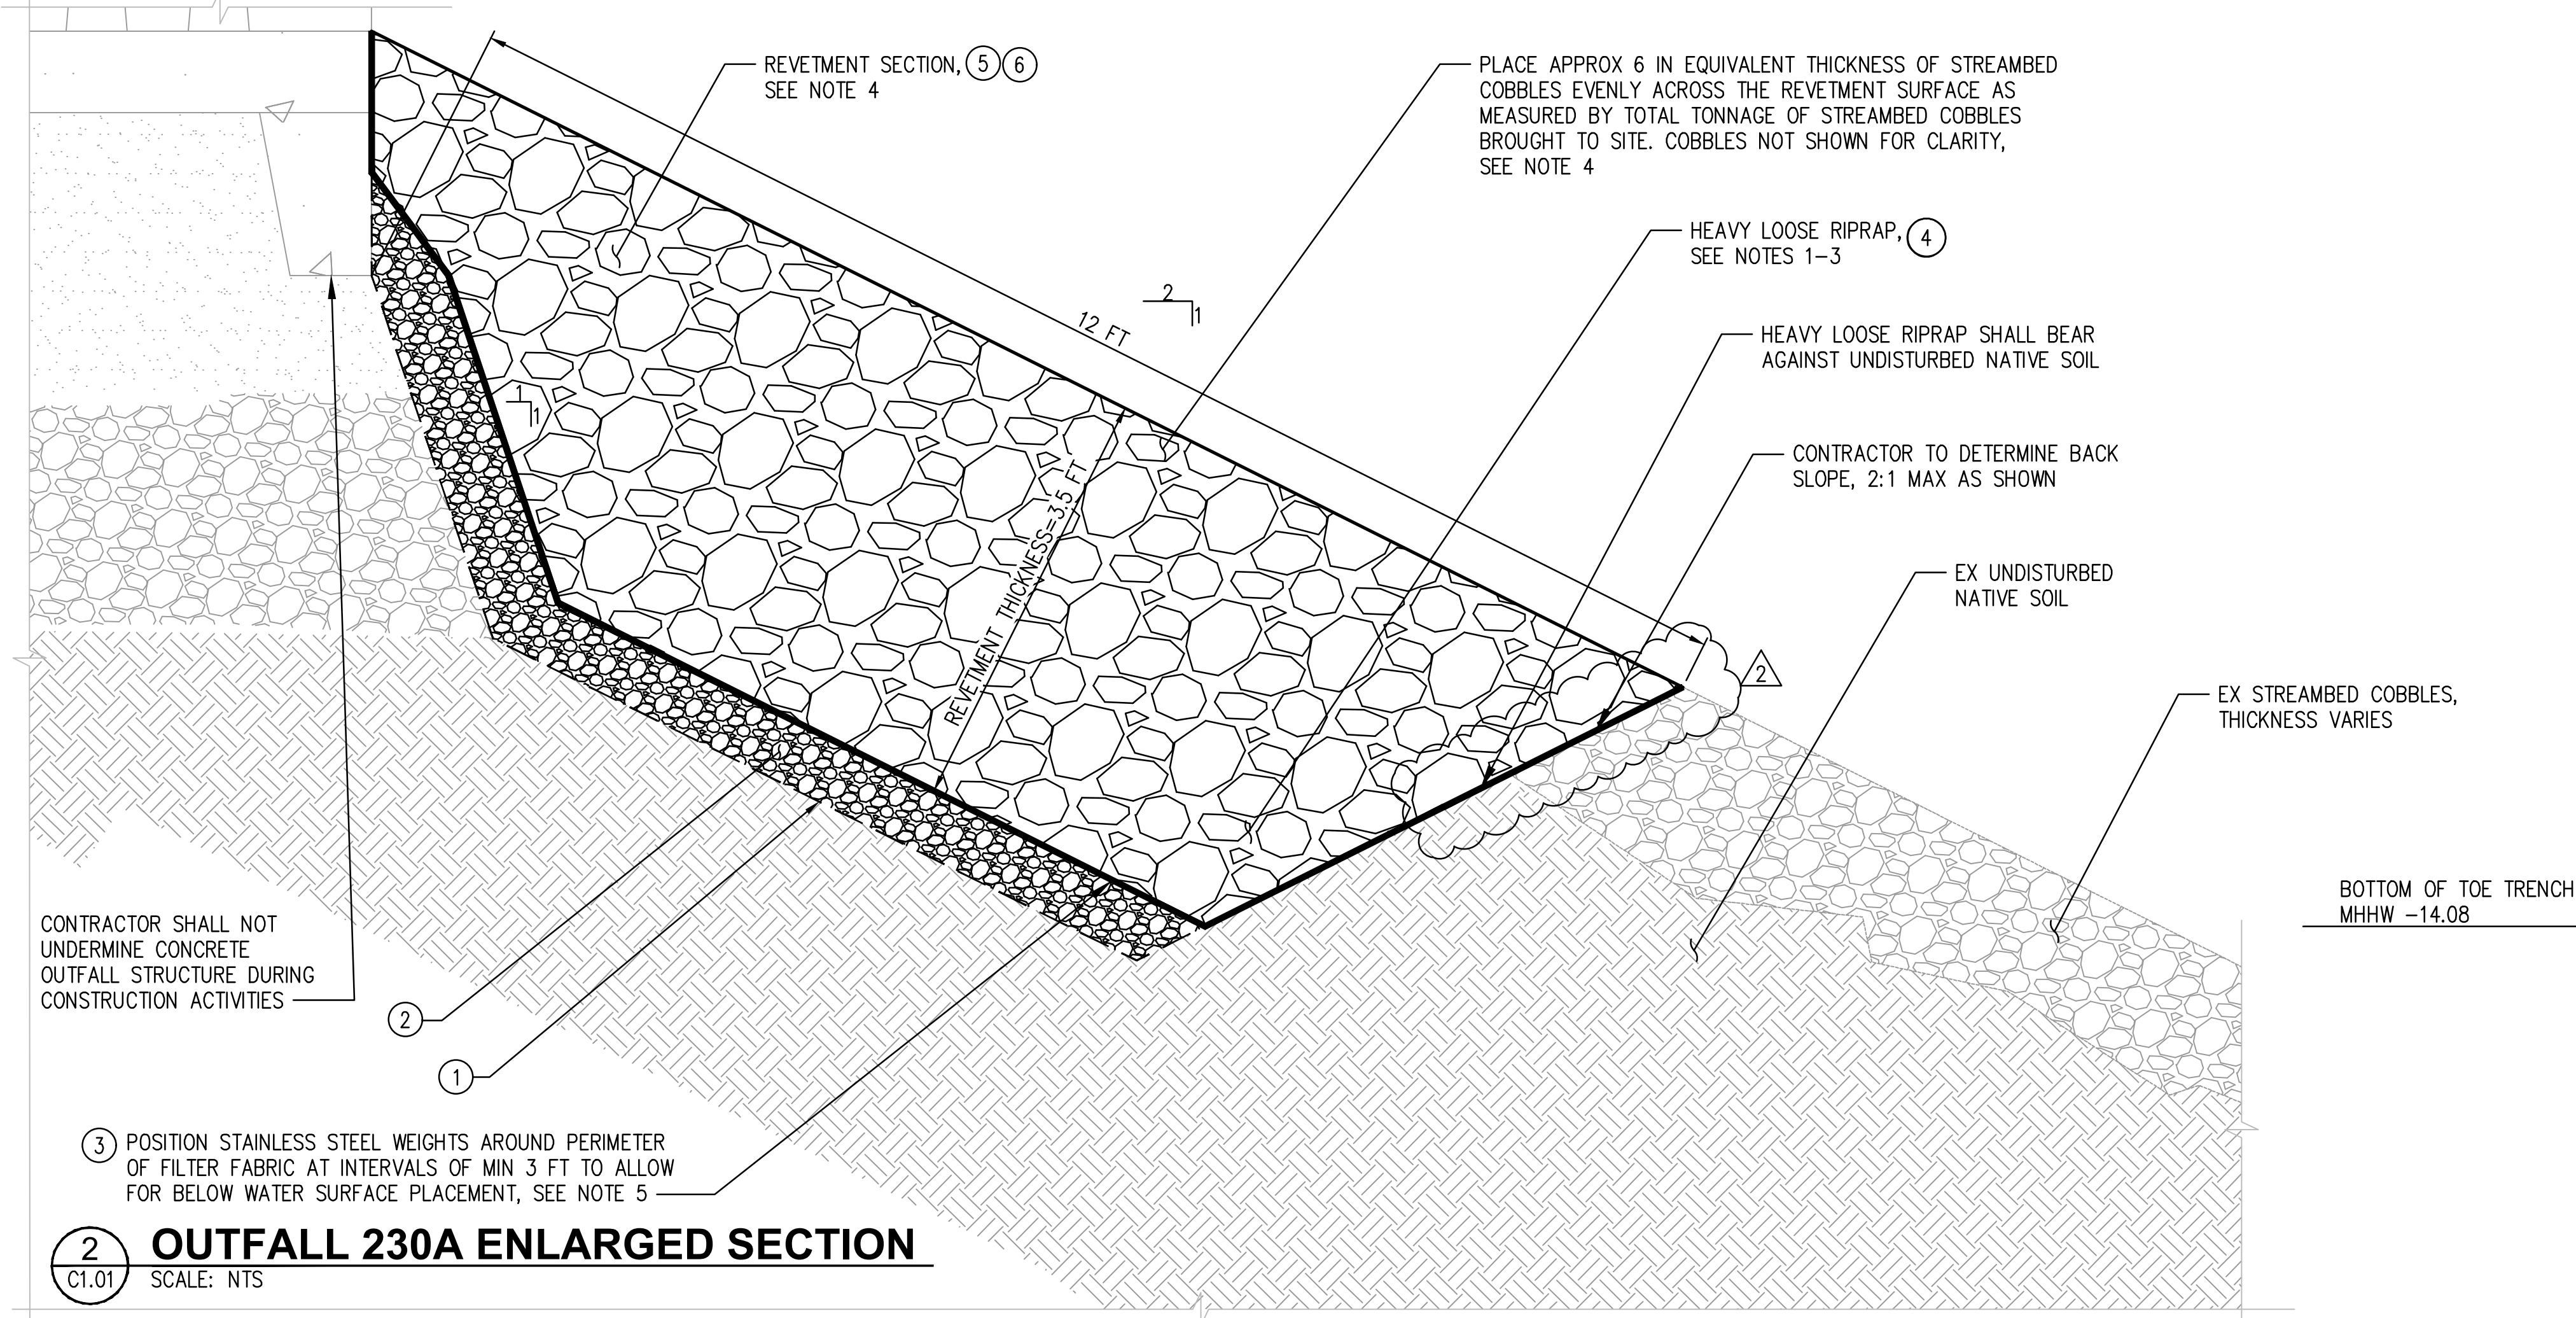 REVETMENT SECTION, 5 6
SEE NOTE 4
PLACE APPROX 6 IN EQUIVALENT THICKNESS OF STREAMBED
COBBLES EVENLY ACROSS THE REVETMENT SURFACE AS
MEASURED BY TOTAL TONNAGE OF STREAMBED COBBLES
BROUGHT TO SITE. COBBLES NOT SHOWN FOR CLARITY,
SEE NOTE 4
HEAVY LOOSE RIPRAP, 4
SEE NOTES 1-3
2
1
12 FT
HEAVY LOOSE RIPRAP SHALL BEAR
AGAINST UNDISTURBED NATIVE SOIL
1
1
REVETMENT THICKNESS=3.5 FT
CONTRACTOR TO DETERMINE BACK
SLOPE, 2:1 MAX AS SHOWN
EX UNDISTURBED
NATIVE SOIL
2
EX STREAMBED COBBLES,
THICKNESS VARIES
BOTTOM OF TOE TRENCH
MHHW -14.08
CONTRACTOR SHALL NOT
UNDERMINE CONCRETE
OUTFALL STRUCTURE DURING
CONSTRUCTION ACTIVITIES
2
1
3 POSITION STAINLESS STEEL WEIGHTS AROUND PERIMETER
OF FILTER FABRIC AT INTERVALS OF MIN 3 FT TO ALLOW
FOR BELOW WATER SURFACE PLACEMENT, SEE NOTE 5
2 OUTFALL 230A ENLARGED SECTION
C1.01 SCALE: NTS